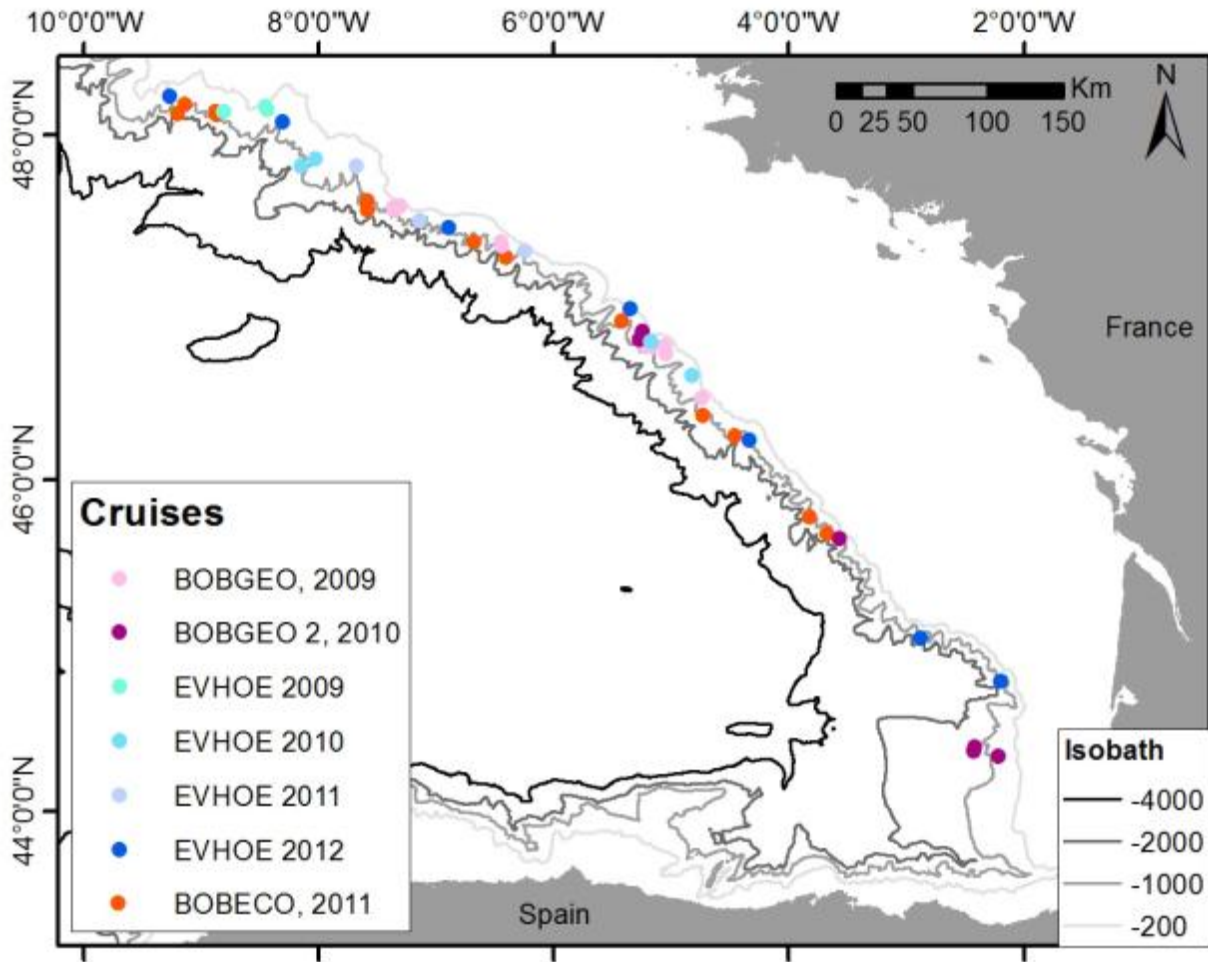 10°0'0"W 8°0'0"W 6°0'0"W 4°0'0"W 2°0'0"W
N
Km
0 25 50 100 150
48°0'0"N
France
46°0'0"N
Cruises
BOBGEO, 2009
BOBGEO 2, 2010
EVHOE 2009
EVHOE 2010
EVHOE 2011
EVHOE 2012
BOBECO, 2011
44°0'0"N
Isobath
-4000
-2000
-1000
-200
Spain